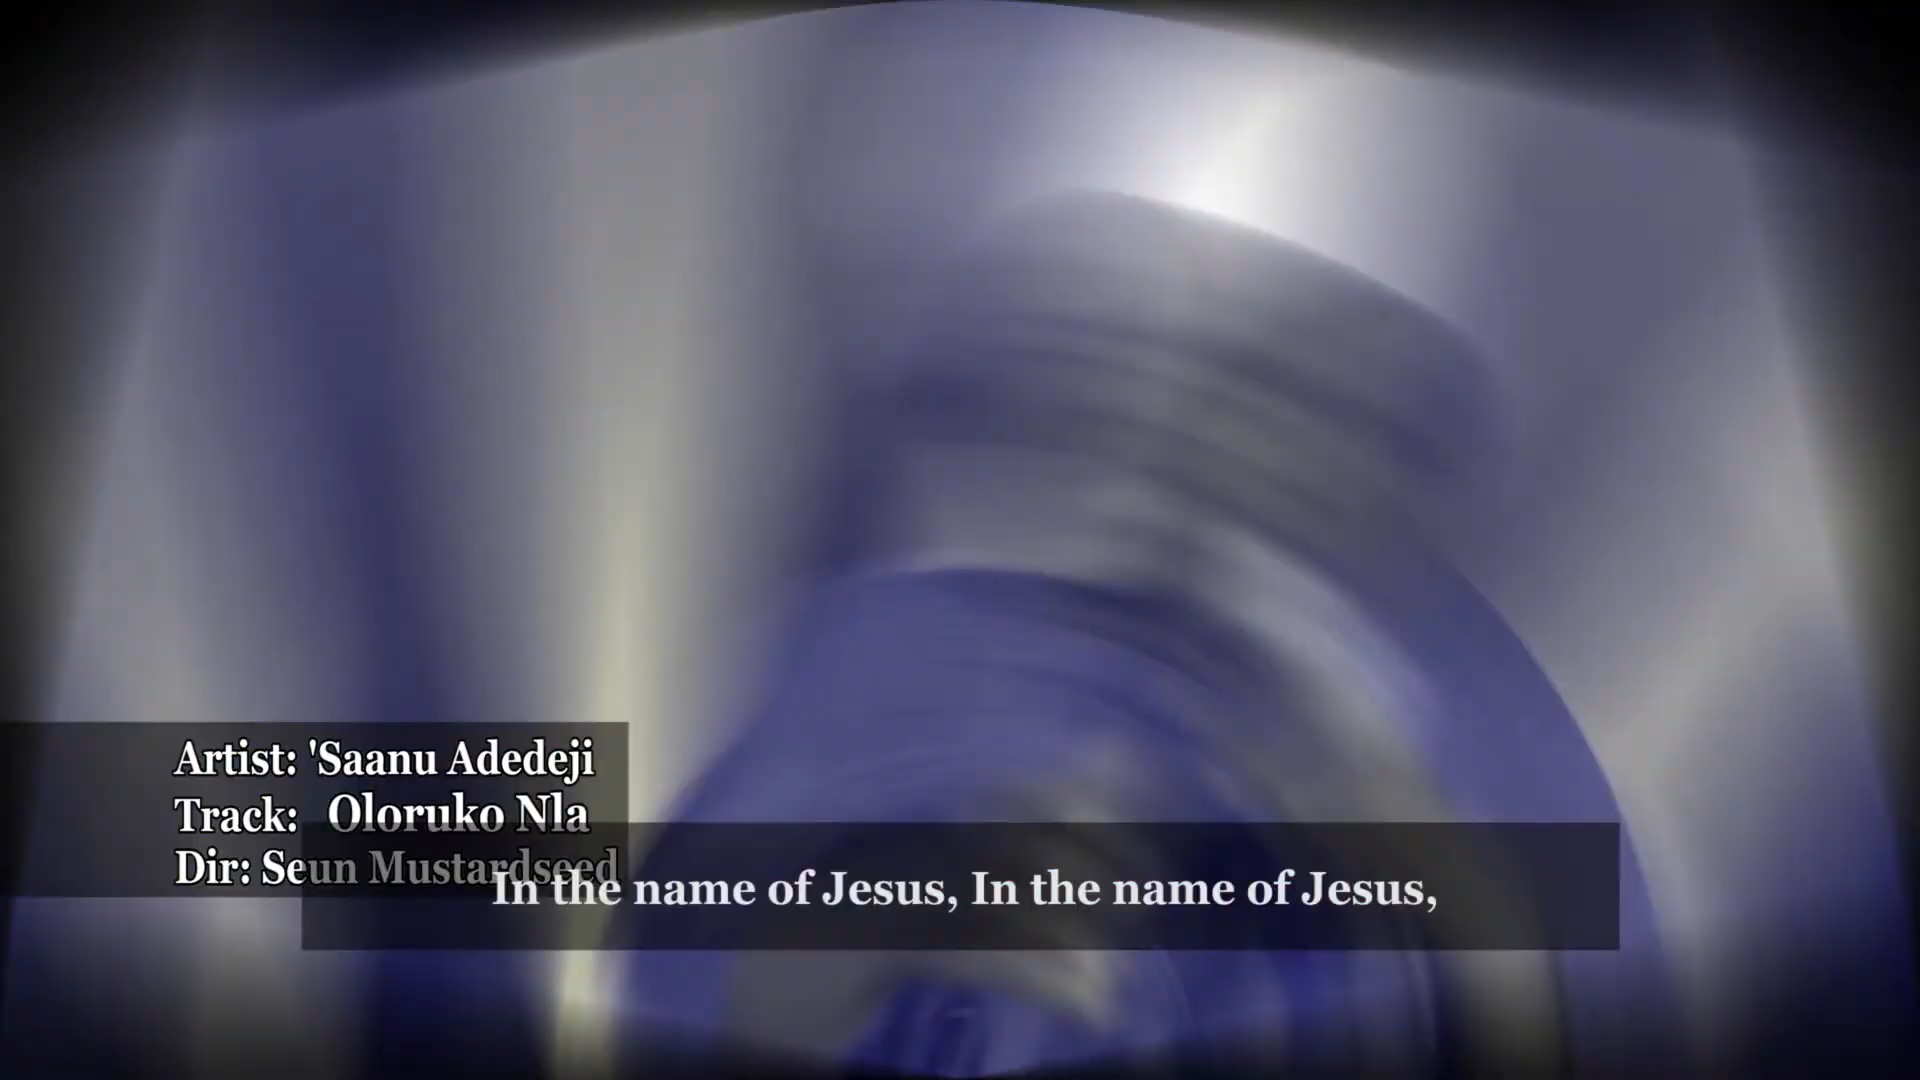 Artist: 'Saanu Adedeji
Track: Oloruko Nla
Dir: Seun Mustardseed
In the name of Jesus, In the name of Jesus,